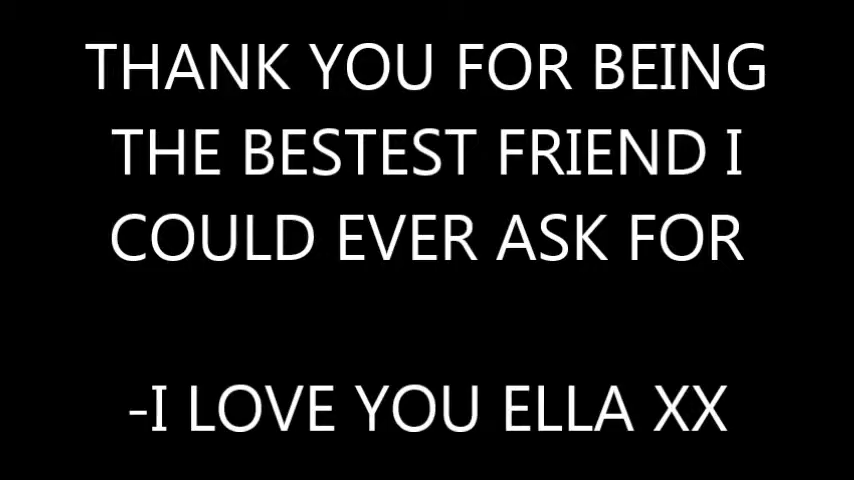 THANK YOU FOR BEING
THE BESTEST FRIEND I
COULD EVER ASK FOR
-I LOVE YOU ELLA XX